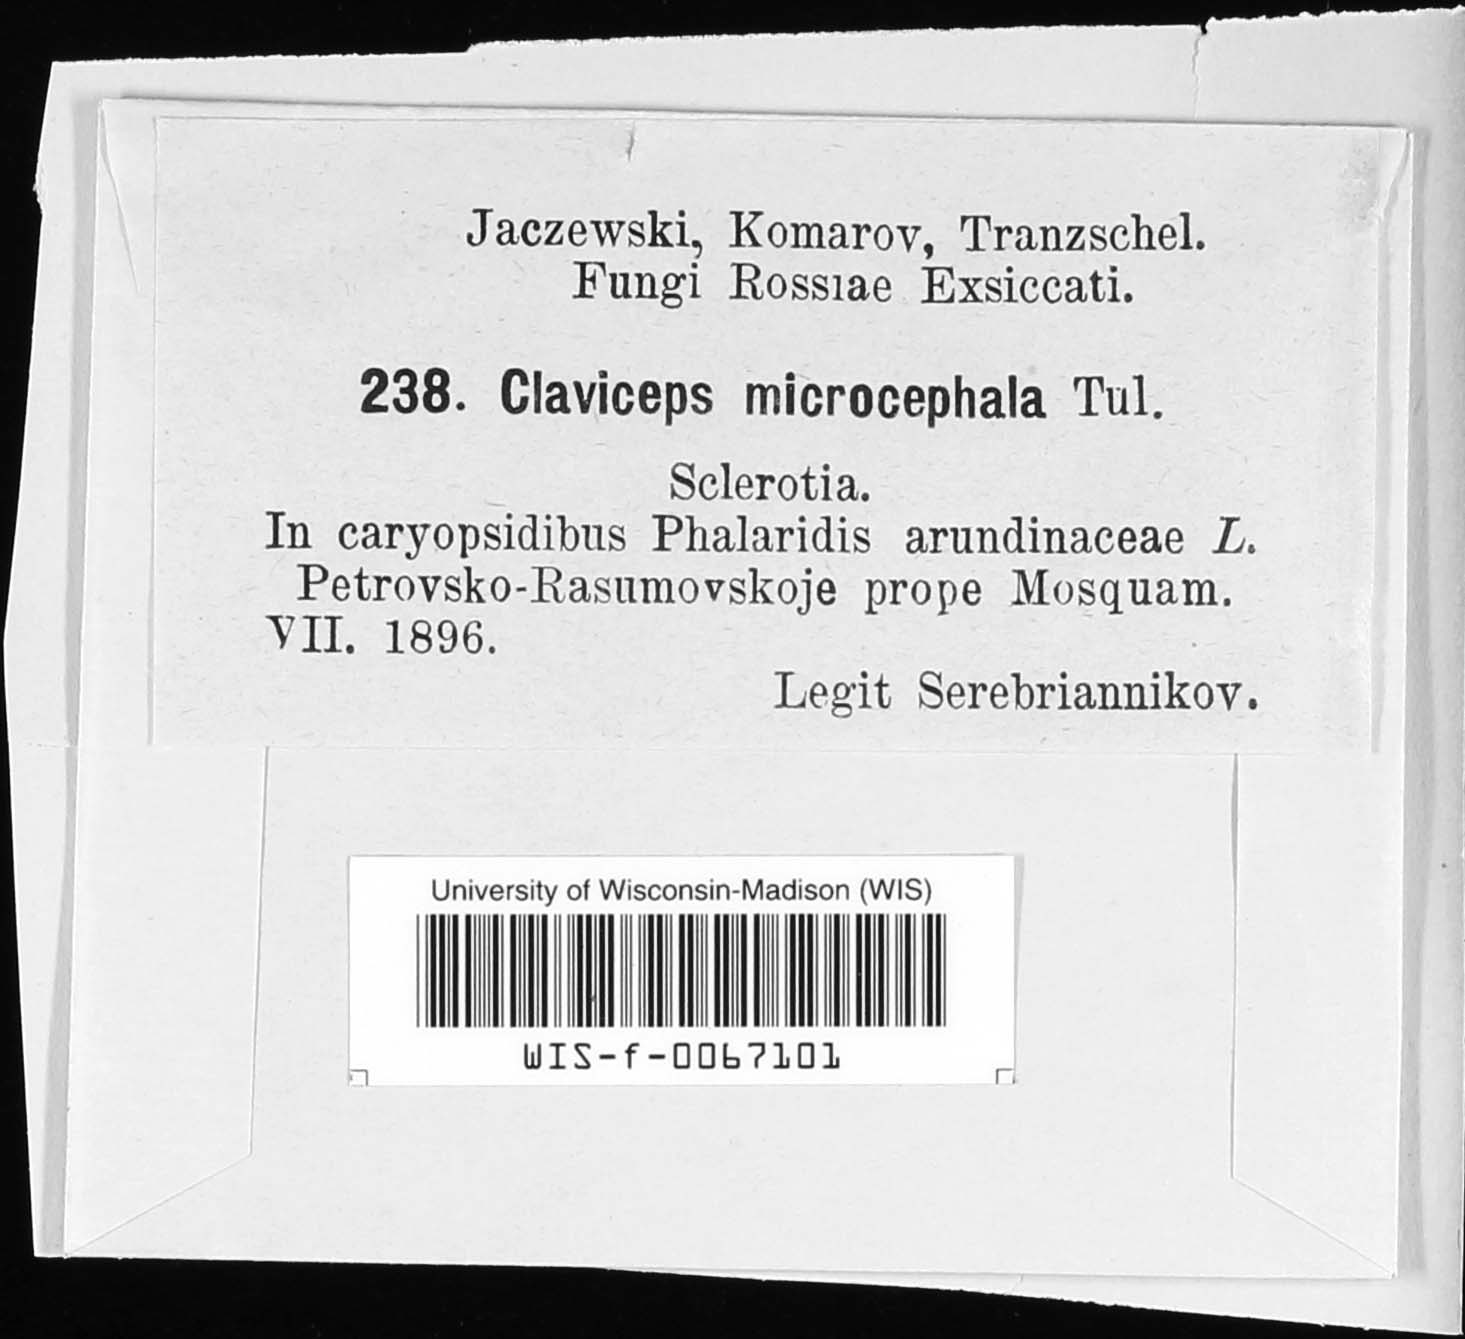 Jaczewski, Komarov, Tranzschel.
Fungi Rossiae Exsiccati.
238. Claviceps microcephala Tul.
Sclerotia.
In caryopsidibus Phalaridis arundinaceae L.
Petrovsko-Rasumovskoje prope Mosquam.
VII. 1896.
Legit Serebriannikov.
University of Wisconsin-Madison (WIS)
WIS-f-0067101